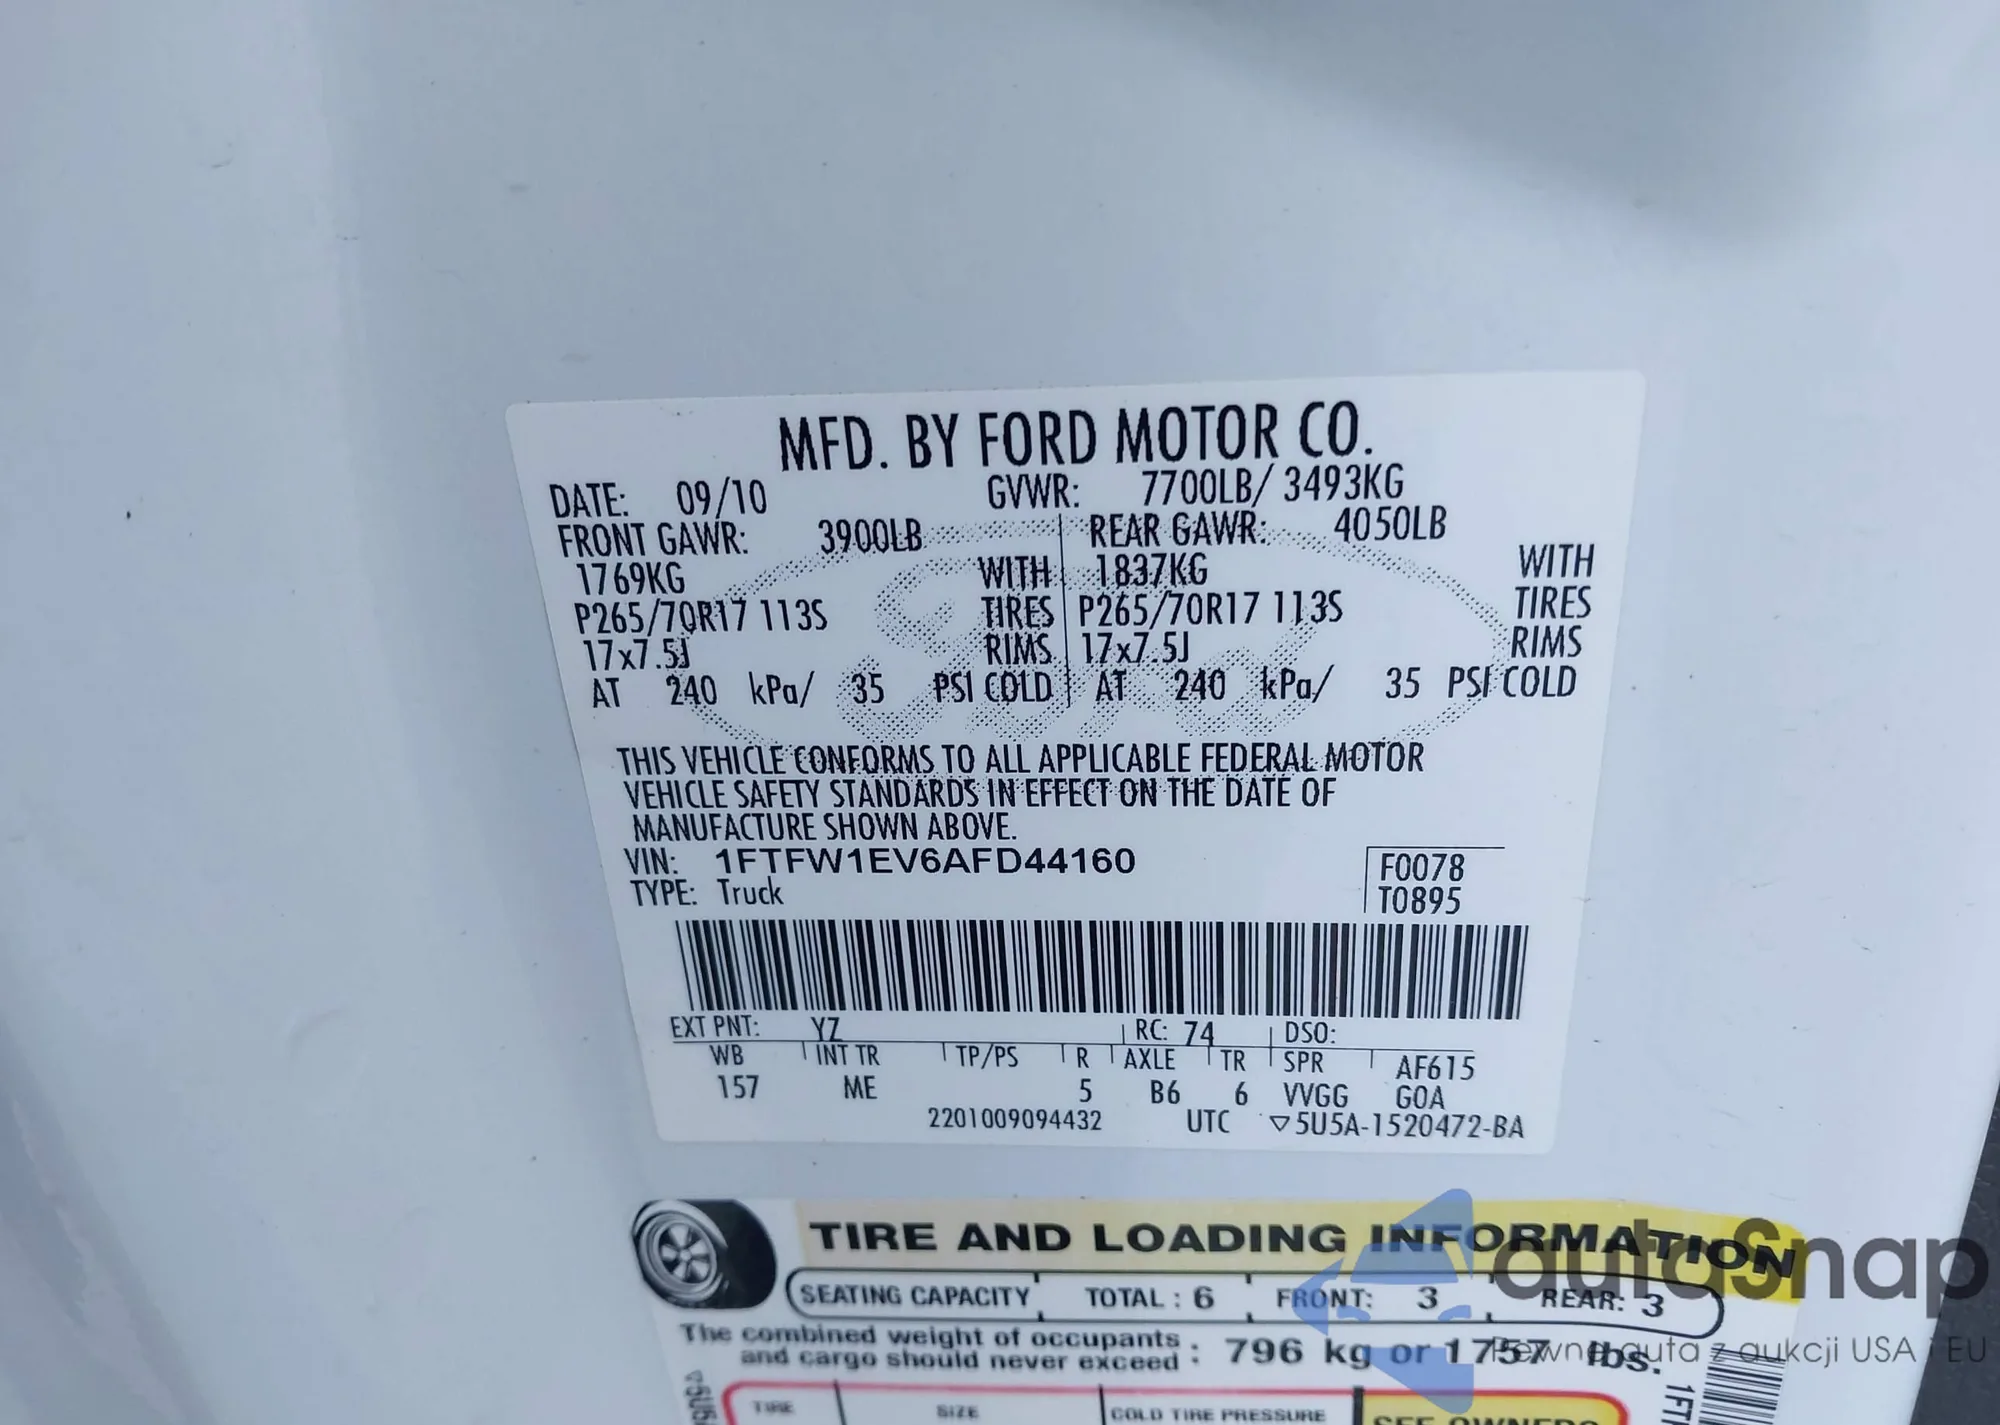 MFD. BY FORD MOTOR CO.
DATE: 09/10 GVWR: 7700LB/ 3493KG
FRONT GAWR: 3900LB REAR GAWR: 4050LB
1769KG WITH 1837KG WITH
P265/70R17 113S TIRES P265/70R17 113S TIRES
17x7.5J RIMS 17x7.5J RIMS
AT 240 kPa/ 35 PSI COLD AT 240 kPa/ 35 PSI COLD
THIS VEHICLE CONFORMS TO ALL APPLICABLE FEDERAL MOTOR
VEHICLE SAFETY STANDARDS IN EFFECT ON THE DATE OF
MANUFACTURE SHOWN ABOVE.
VIN: 1FTFW1EV6AFD44160 F0078
TYPE: Truck T0895
EXT PNT: YZ RC: 74 DSO:
WB INT TR TP/PS R AXLE TR SPR AF615
157 ME 5 B6 6 VVGG GOA
2201009094432 UTC ▽5U5A-1520472-BA
TIRE AND LOADING INFORMATION
SEATING CAPACITY TOTAL : 6 FRONT: 3 REAR: 3
The combined weight of occupants
and cargo should never exceed : 796 kg or 1757 lbs.
TIRE SIZE COLD TIRE PRESSURE SEE OWNERS
autoSnap
Pewne auta z aukcji USA i EU